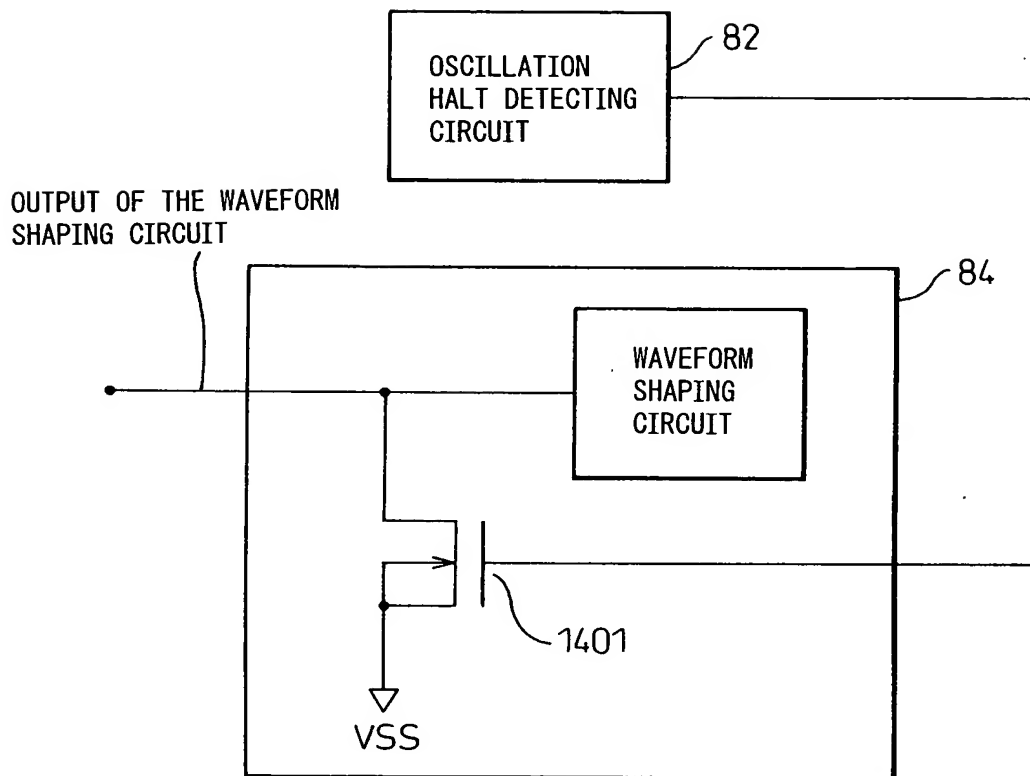 82
OSCILLATION
HALT DETECTING
CIRCUIT
OUTPUT OF THE WAVEFORM
SHAPING CIRCUIT
84
WAVEFORM
SHAPING
CIRCUIT
1401
VSS